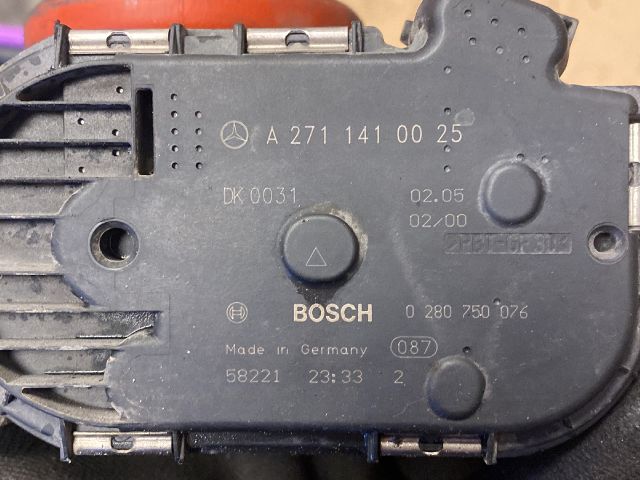 A 271 141 00 25
DK 0031
02.05
02/00
BOSCH 0 280 750 076
Made in Germany 087
58221 23:33 2